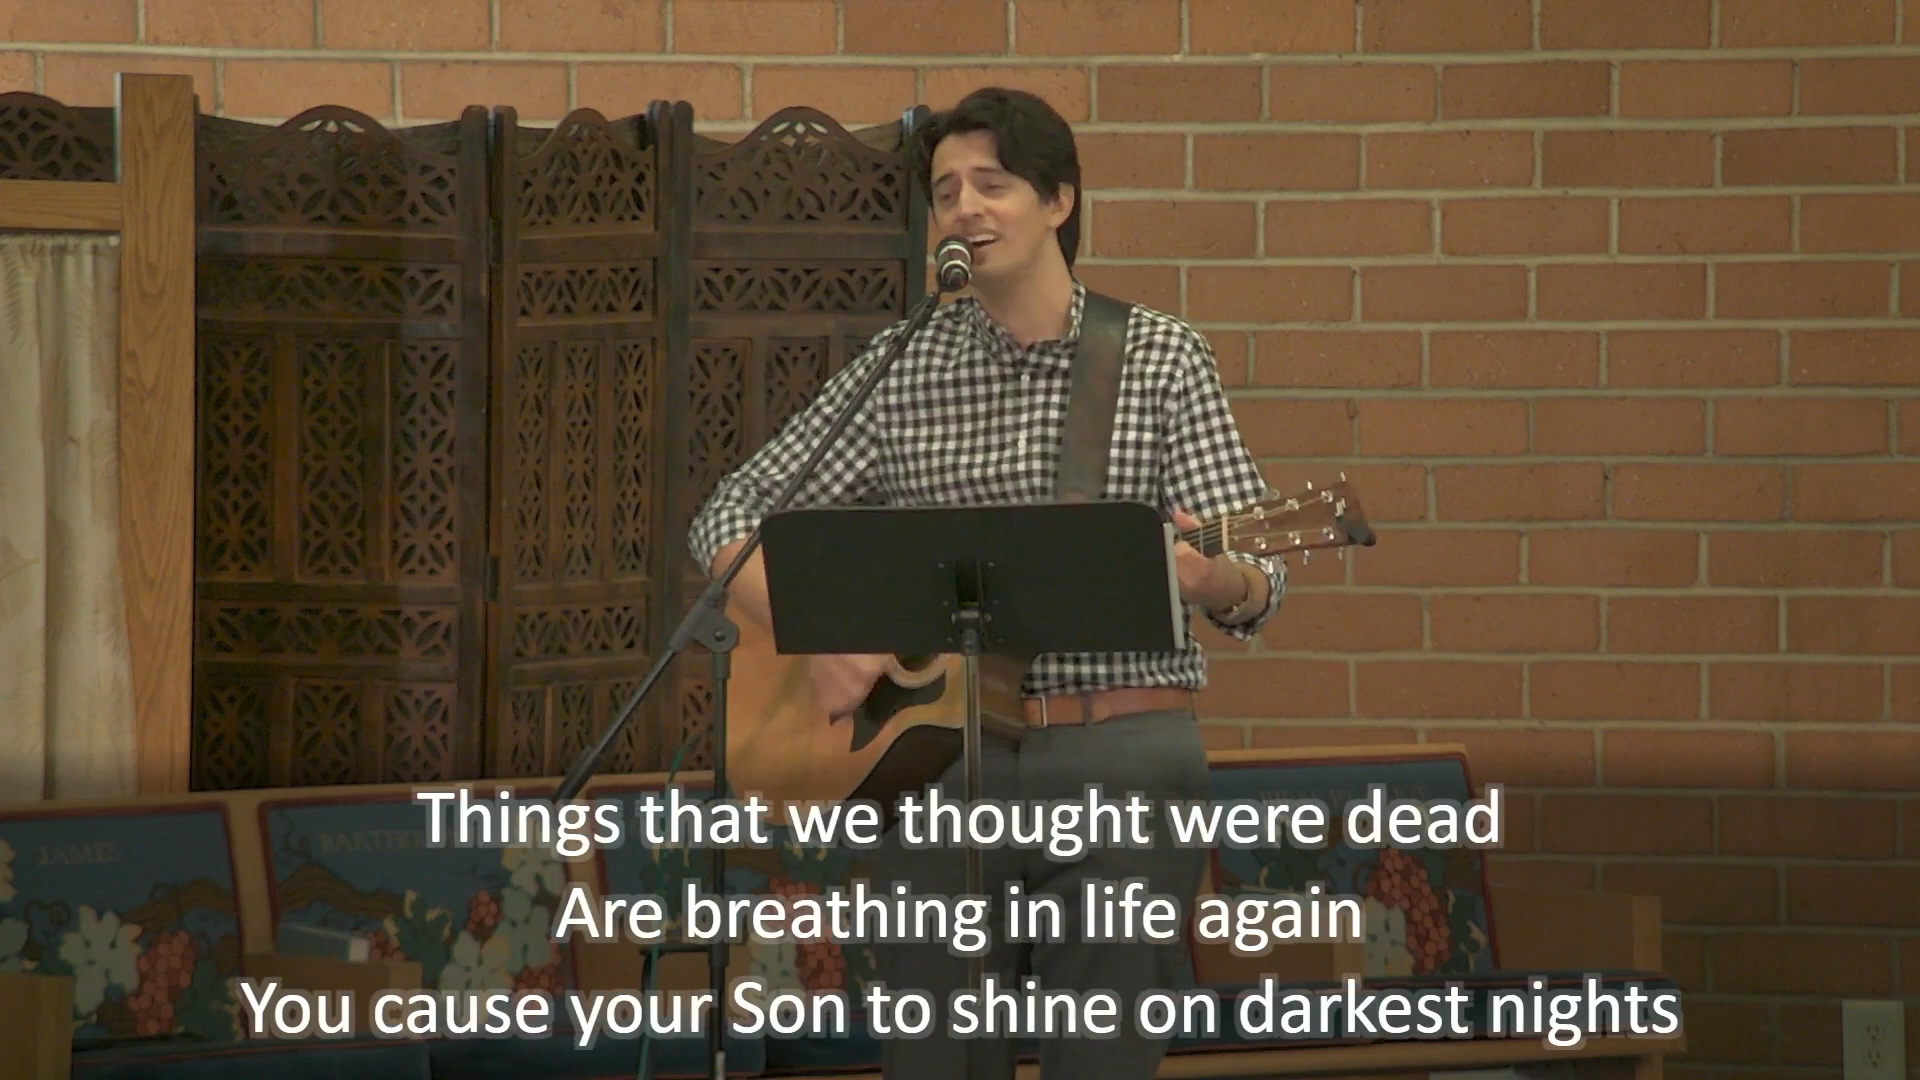 Things that we thought were dead
Are breathing in life again
You cause your Son to shine on darkest nights
JAMES